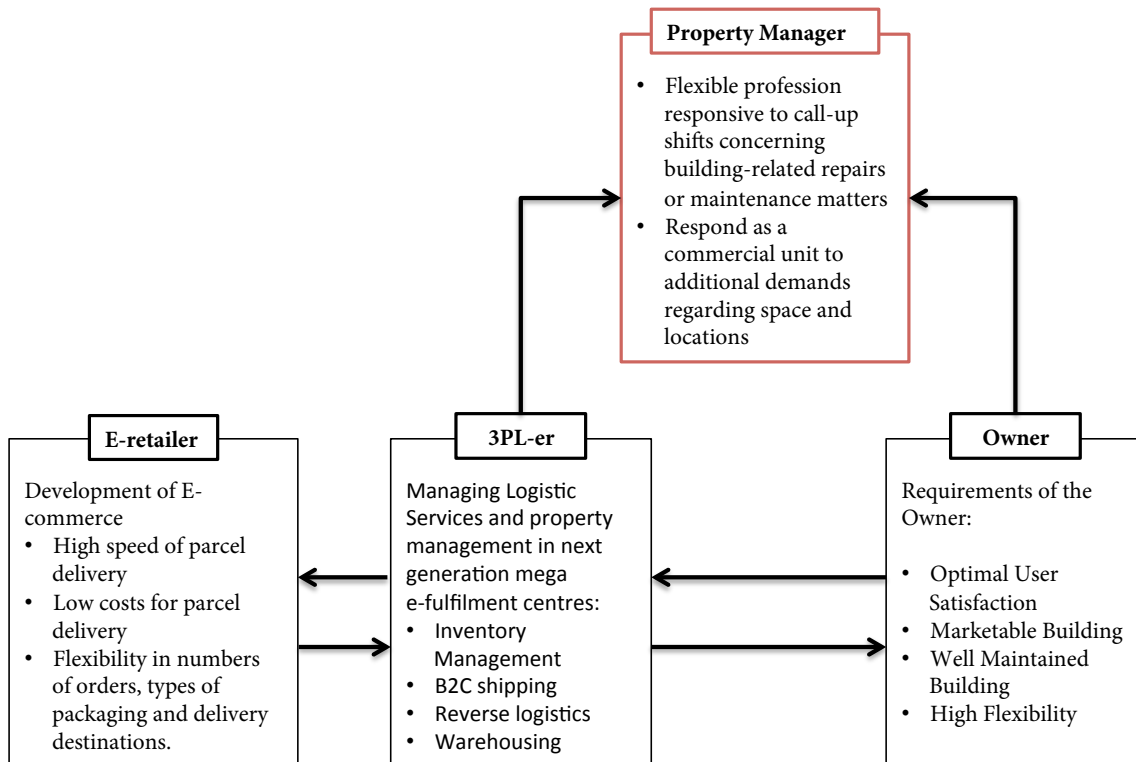 Property Manager
• Flexible profession
responsive to call-up
shifts concerning
building-related repairs
or maintenance matters
• Respond as a
commercial unit to
additional demands
regarding space and
locations
E-retailer
Development of E-
commerce
• High speed of parcel
delivery
• Low costs for parcel
delivery
• Flexibility in numbers
of orders, types of
packaging and delivery
destinations.
3PL-er
Managing Logistic
Services and property
management in next
generation mega
e-fulfilment centres:
• Inventory
Management
• B2C shipping
• Reverse logistics
• Warehousing
Owner
Requirements of the
Owner:
• Optimal User
Satisfaction
• Marketable Building
• Well Maintained
Building
• High Flexibility